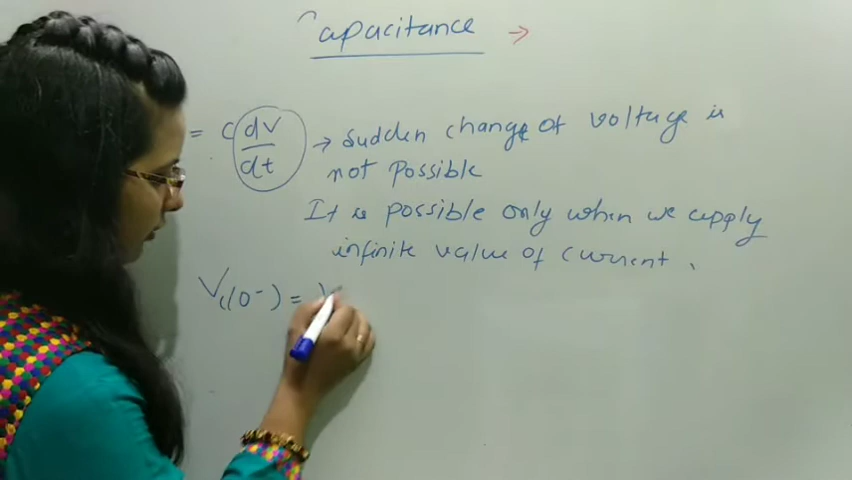 Capacitance →
= C dv/dt → Sudden change of voltage is
not possible
It is possible only when we apply
infinite value of current.
Vc(0-) = V